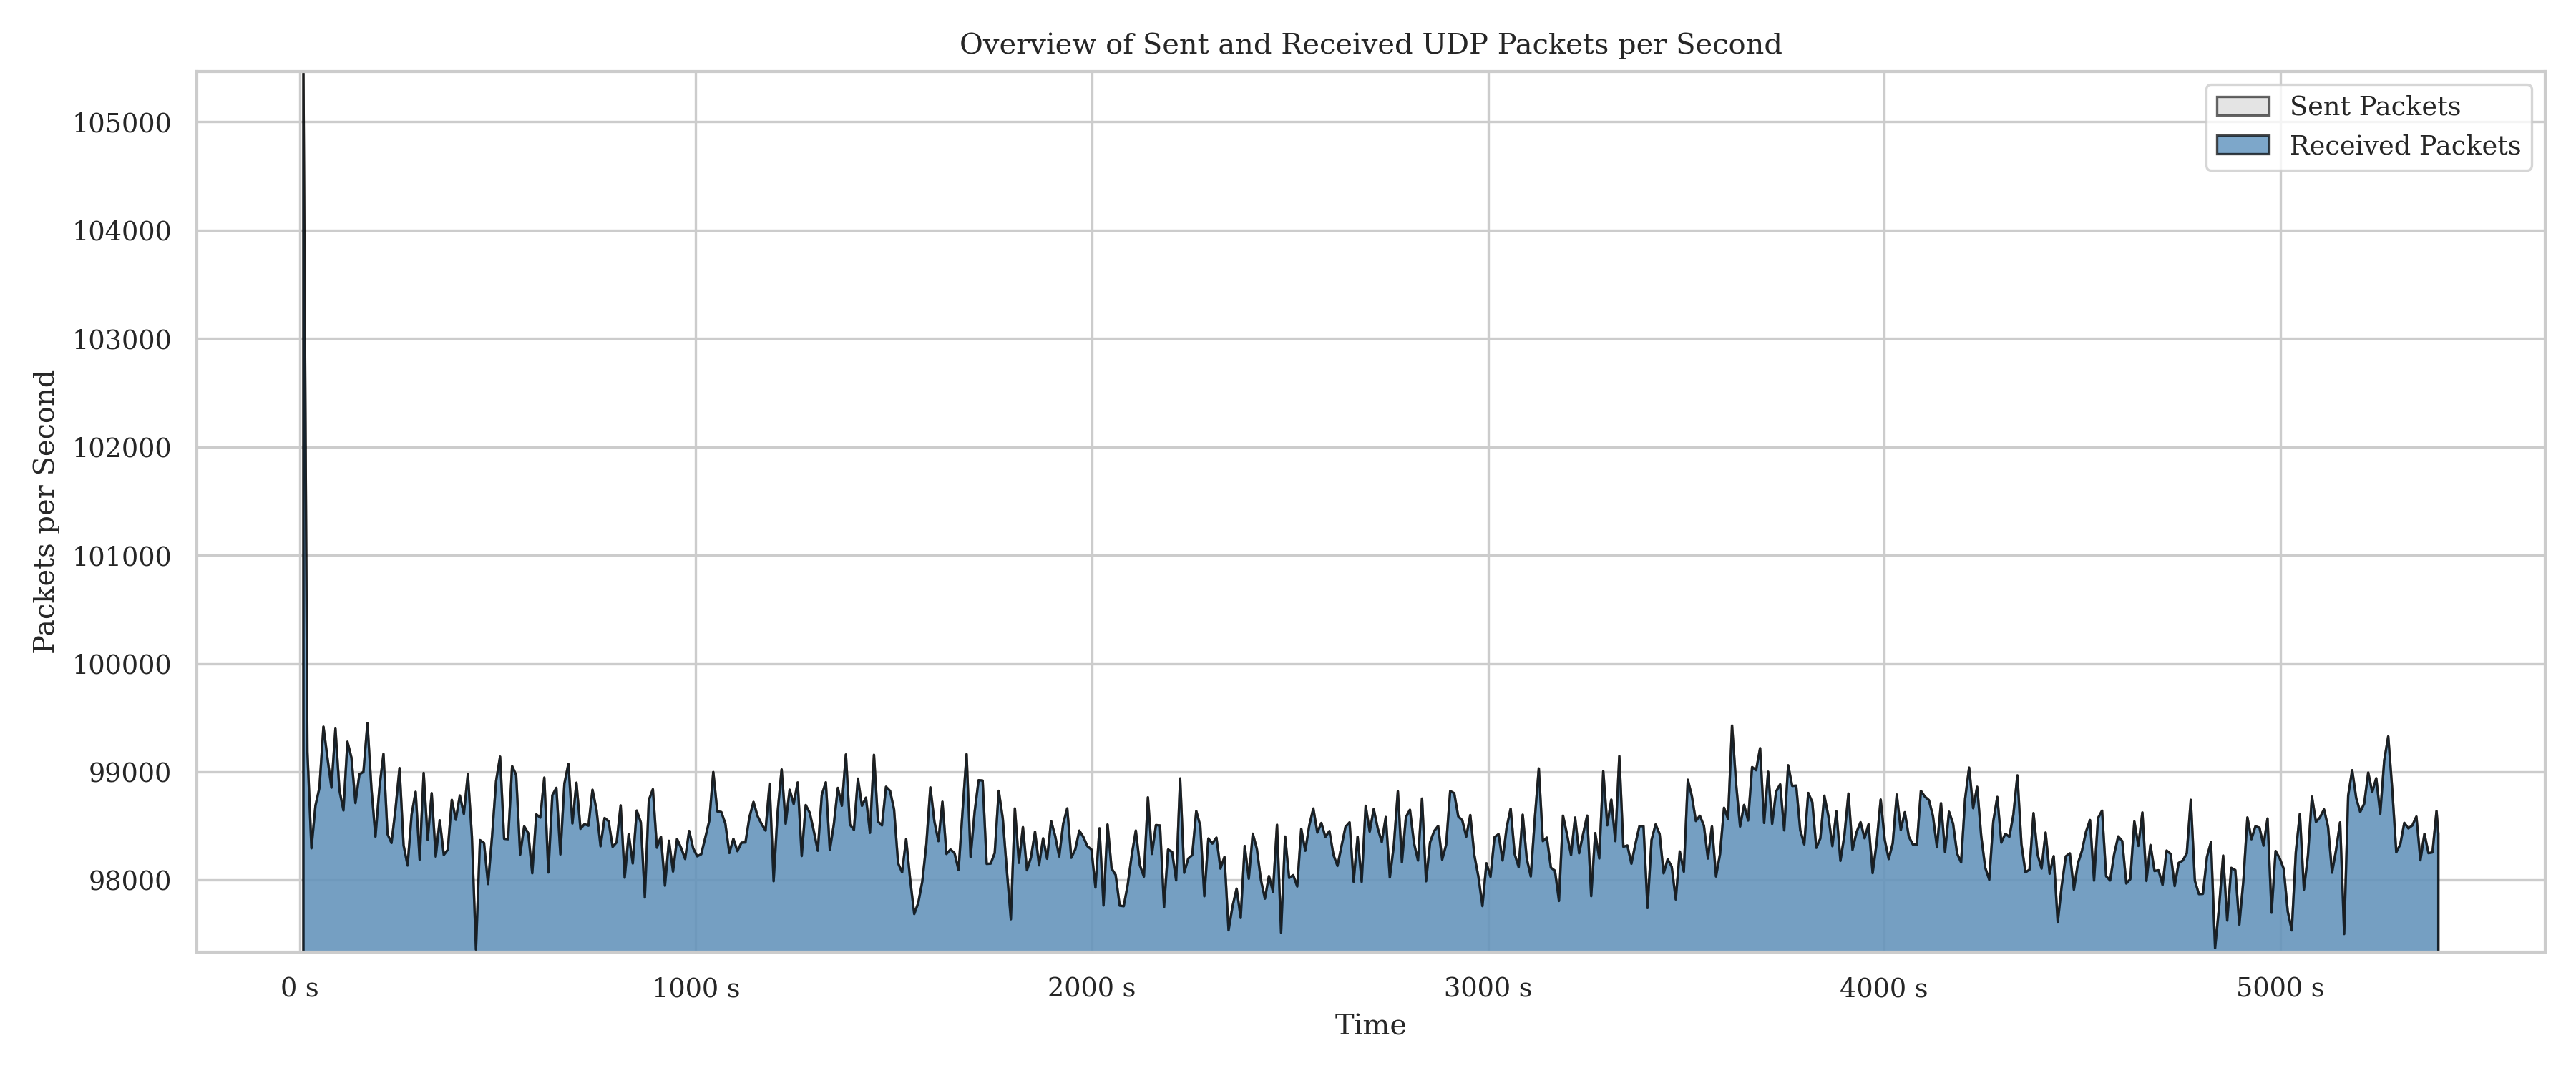 Overview of Sent and Received UDP Packets per Second
Sent Packets
Received Packets
Packets per Second
105000
104000
103000
102000
101000
100000
99000
98000
0 s
1000 s
2000 s
3000 s
4000 s
5000 s
Time